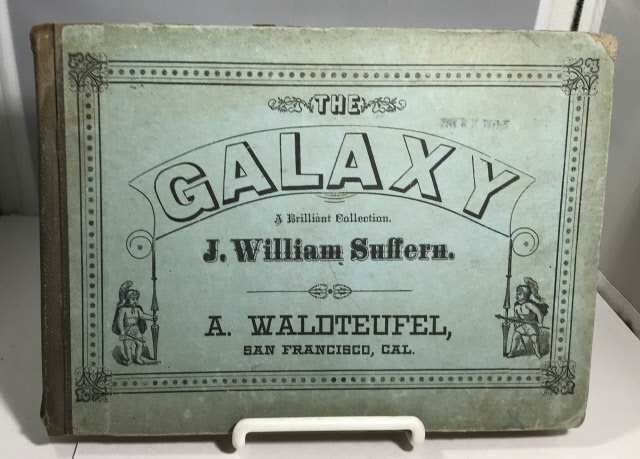 THE
GALAXY
A Brilliant Collection.
J. William Suffern.
A. WALDTEUFEL,
SAN FRANCISCO, CAL.